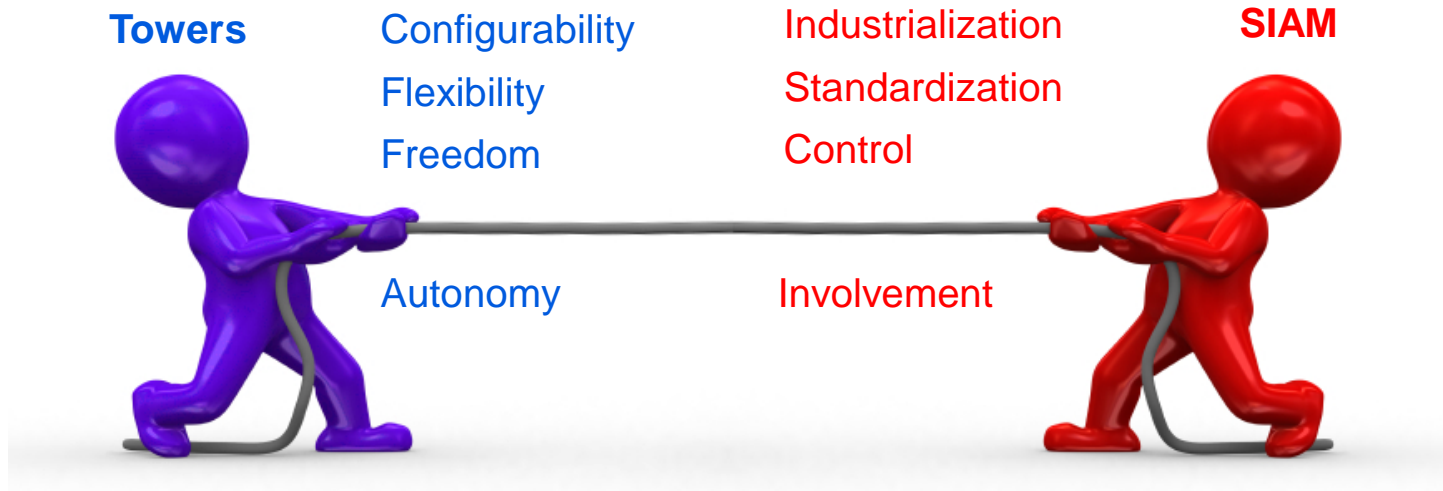 Towers
Configurability
Industrialization
SIAM
Flexibility
Standardization
Freedom
Control
Autonomy
Involvement